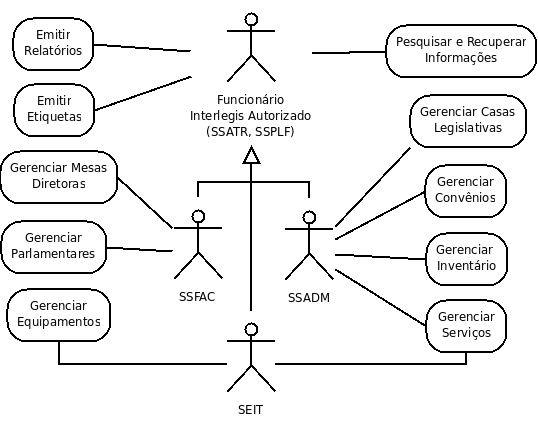 Emitir
Relatórios
Pesquisar e Recuperar
Informações
Emitir
Etiquetas
Funcionário
Interlegis Autorizado
(SSATR, SSPLF)
Gerenciar Casas
Legislativas
Gerenciar Mesas
Diretoras
Gerenciar
Convênios
Gerenciar
Parlamentares
Gerenciar
Inventário
SSFAC
SSADM
Gerenciar
Equipamentos
Gerenciar
Serviços
SEIT